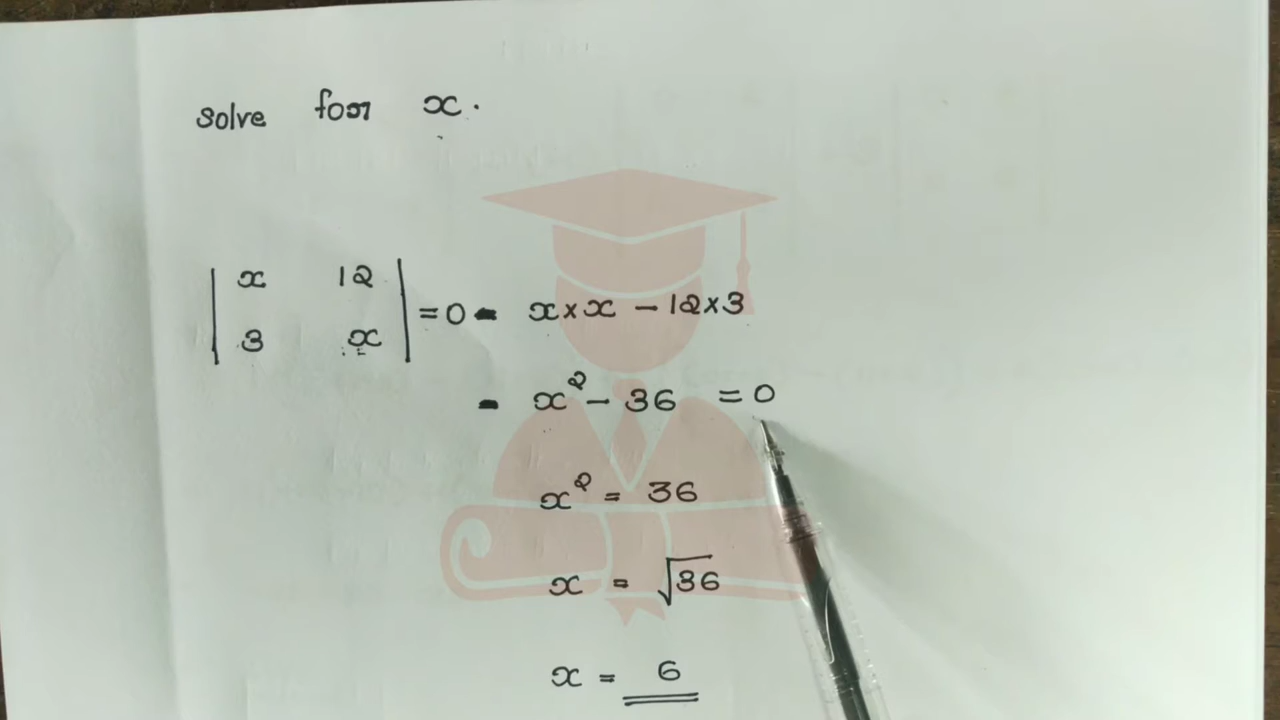 solve for x.
| x 12 | = 0 - x × x - 12 × 3
| 3 x |
- x² - 36 = 0
x² = 36
x = √36
x = 6